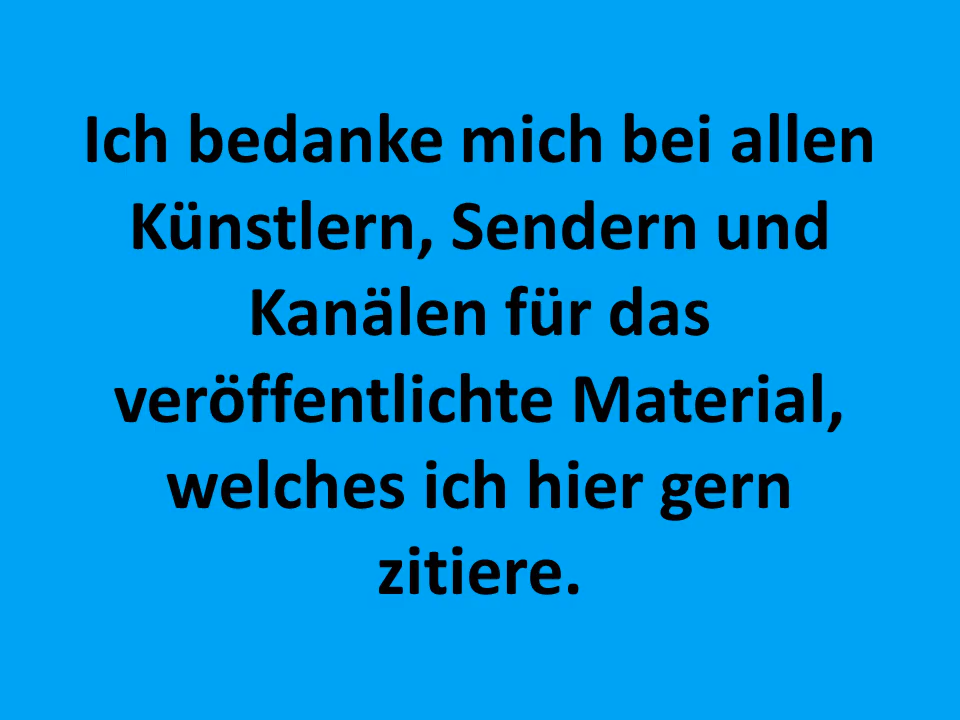 Ich bedanke mich bei allen
Künstlern, Sendern und
Kanälen für das
veröffentlichte Material,
welches ich hier gern
zitiere.